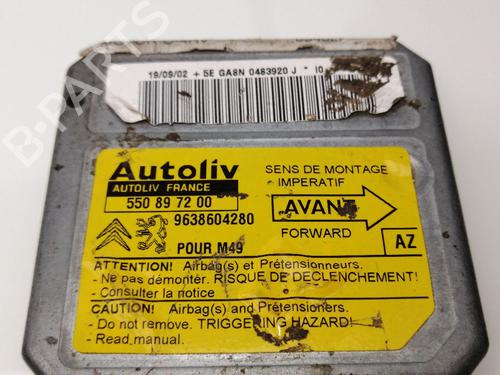 19/09/02 + 5E GA8N 0483920 J * I0
Autoliv
AUTOLIV FRANCE
550 89 72 00
9638604280
POUR M49
SENS DE MONTAGE
IMPERATIF
AVANT
FORWARD
AZ
ATTENTION! Airbag(s) et Prétensionneurs.
- Ne pas démonter. RISQUE DE DECLENCHEMENT!
- Consulter la notice
CAUTION! Airbag(s) and Pretensioners.
- Do not remove. TRIGGERING HAZARD!
- Read manual.
B-PARTS